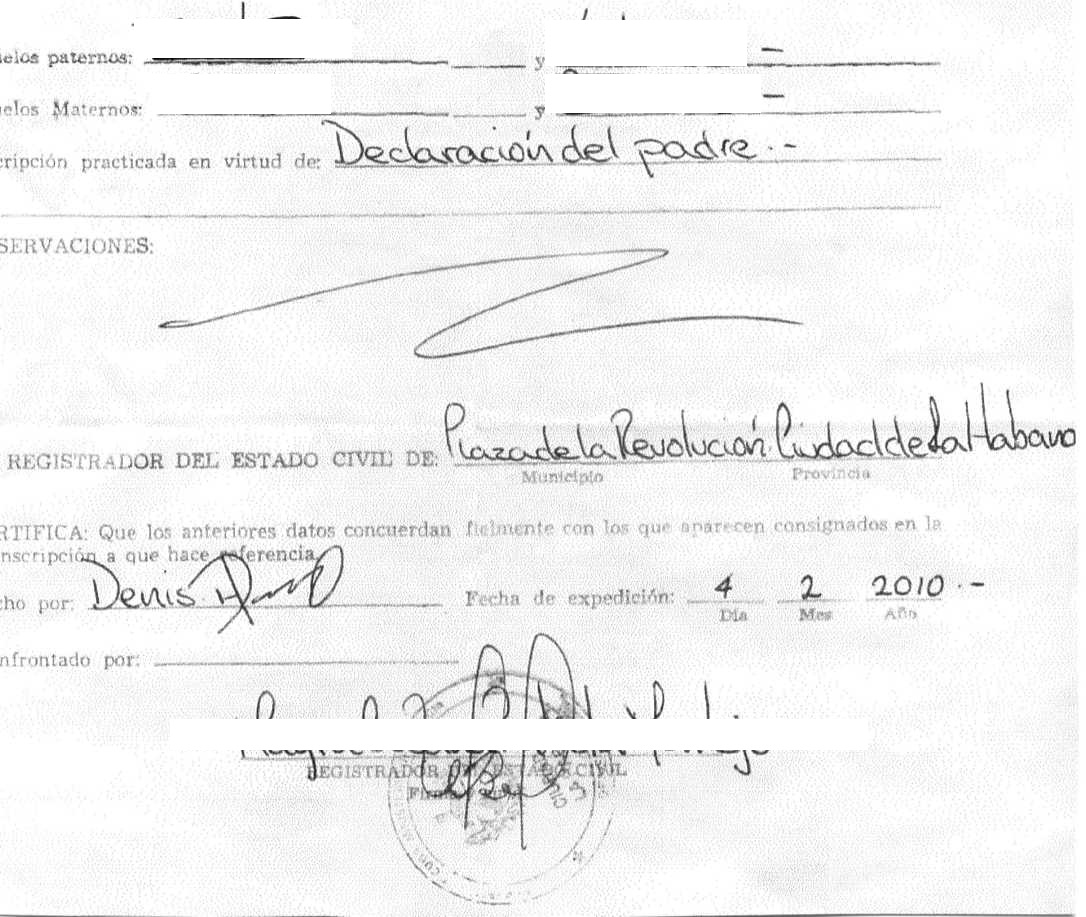 elos paternos: y
elos Maternos: y
cripción practicada en virtud de: Declaración del padre.-
SERVACIONES:
REGISTRADOR DEL ESTADO CIVIL DE: Plaza de la Revolución. Ciudad de La Habana
Municipio Provincia
RTIFICA: Que los anteriores datos concuerdan fielmente con los que aparecen consignados en la
nscripción a que hace referencia
cho por: Denis Fecha de expedición: 4 2 2010.-
Día Mes Año
nfrontado por:
REGISTRADOR DEL ESTADO CIVIL